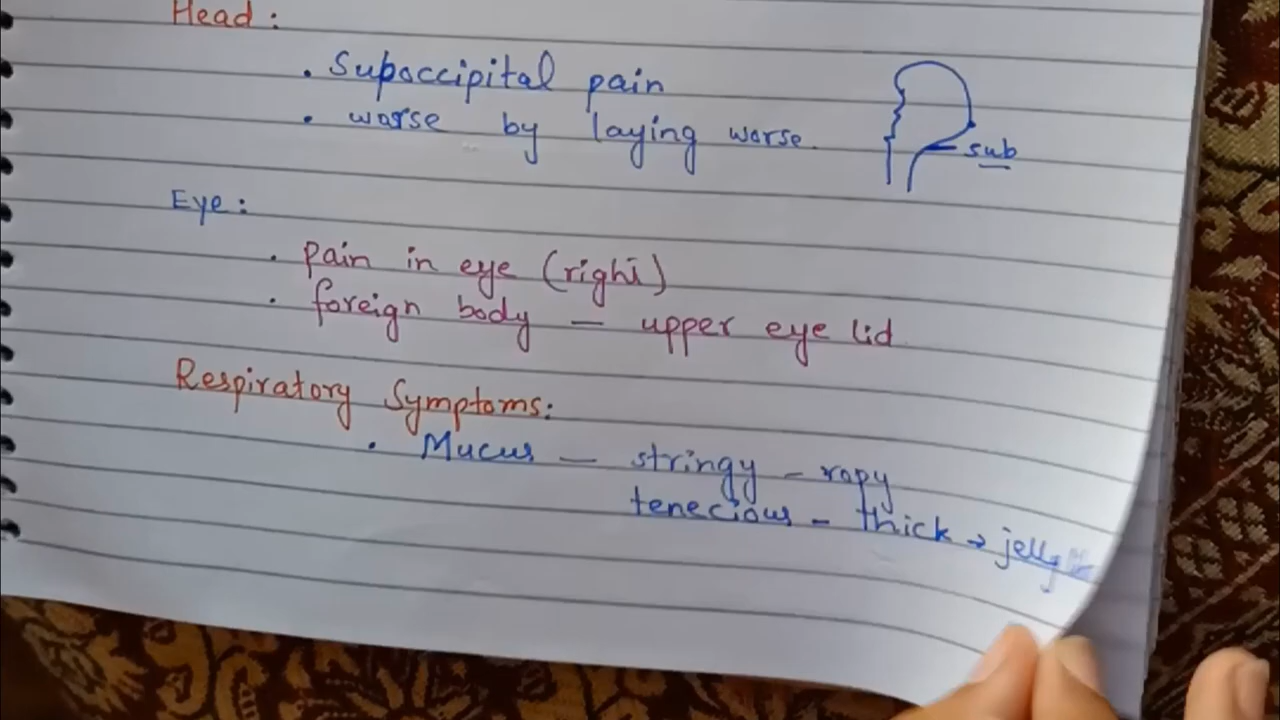 Head:
. Suboccipital pain
. worse by laying worse.
sub
Eye:
. pain in eye (right)
. foreign body — upper eye lid
Respiratory Symptoms:
. Mucus — stringy - ropy
tenecious - thick → jelly